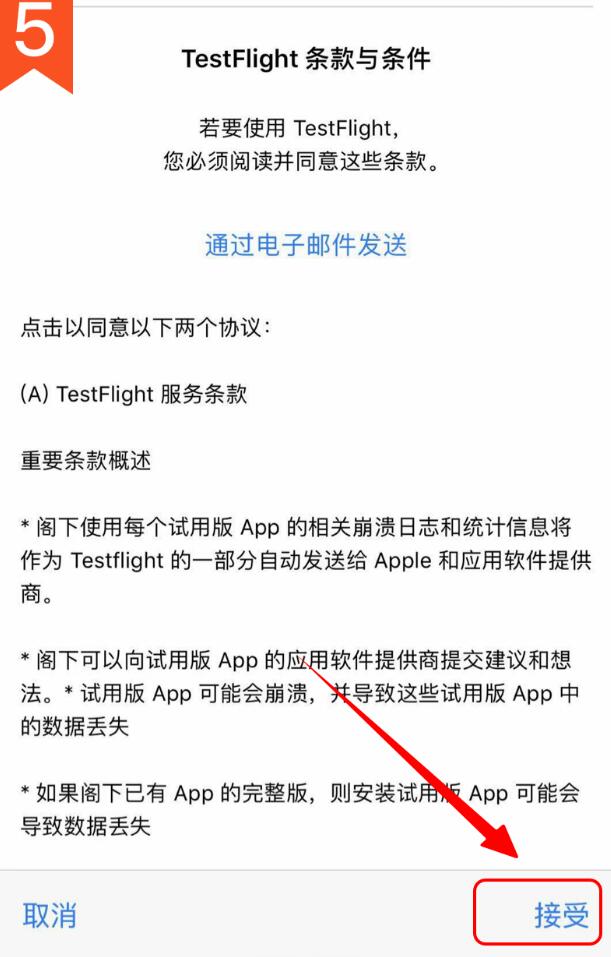 5
TestFlight 条款与条件
若要使用 TestFlight，
您必须阅读并同意这些条款。
通过电子邮件发送
点击以同意以下两个协议：
(A) TestFlight 服务条款
重要条款概述
* 阁下使用每个试用版 App 的相关崩溃日志和统计信息将
作为 Testflight 的一部分自动发送给 Apple 和应用软件提供
商。
* 阁下可以向试用版 App 的应用软件提供商提交建议和想
法。* 试用版 App 可能会崩溃，并导致这些试用版 App 中
的数据丢失
* 如果阁下已有 App 的完整版，则安装试用版 App 可能会
导致数据丢失
取消
接受